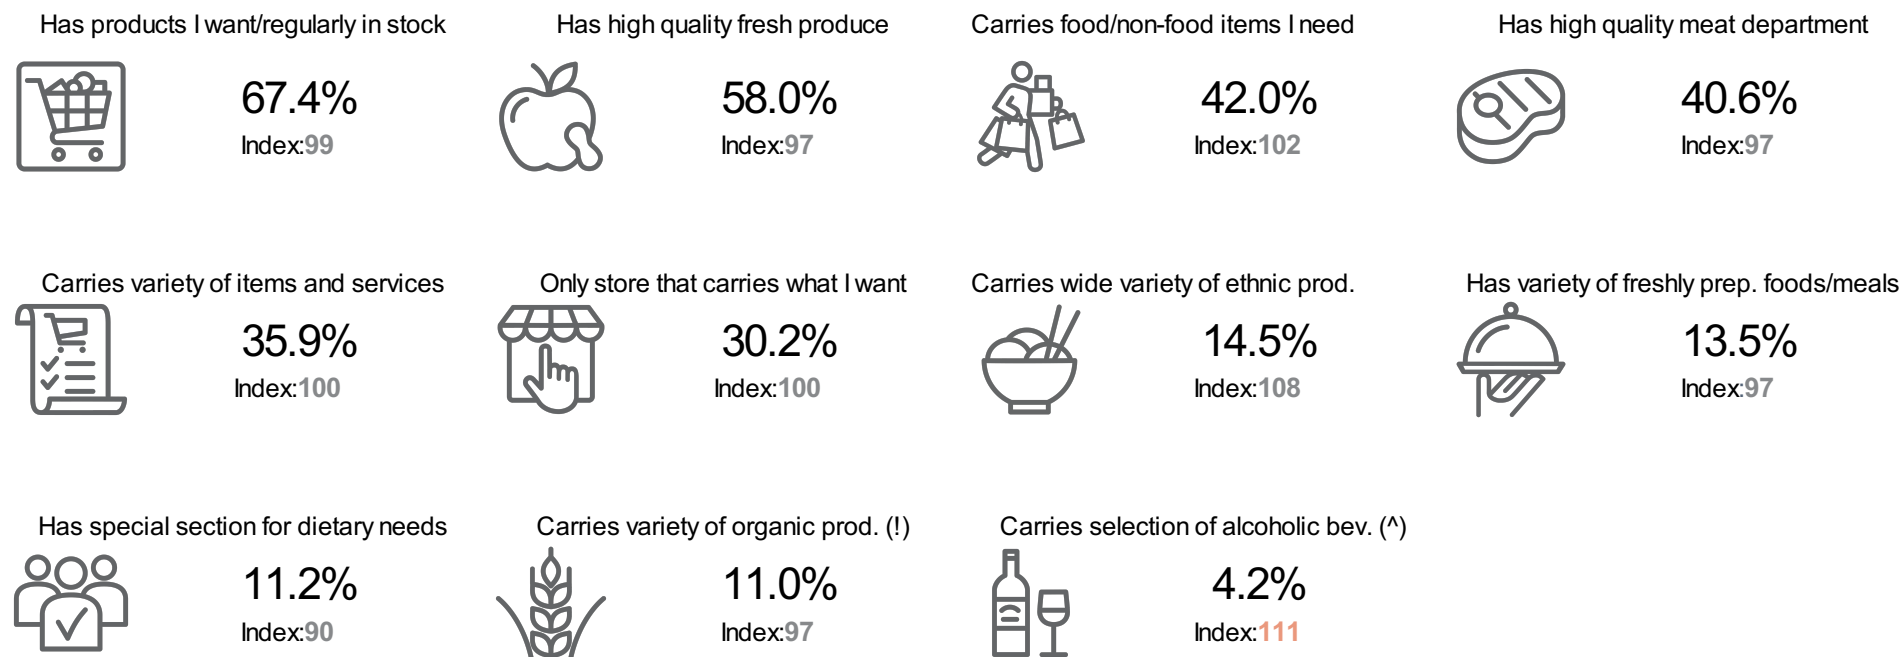 Has products I want/regularly in stock
67.4%
Index:99
Has high quality fresh produce
58.0%
Index:97
Carries food/non-food items I need
42.0%
Index:102
Has high quality meat department
40.6%
Index:97
Carries variety of items and services
35.9%
Index:100
Only store that carries what I want
30.2%
Index:100
Carries wide variety of ethnic prod.
14.5%
Index:108
Has variety of freshly prep. foods/meals
13.5%
Index:97
Has special section for dietary needs
11.2%
Index:90
Carries variety of organic prod. (!)
11.0%
Index:97
Carries selection of alcoholic bev. (^)
4.2%
Index:111